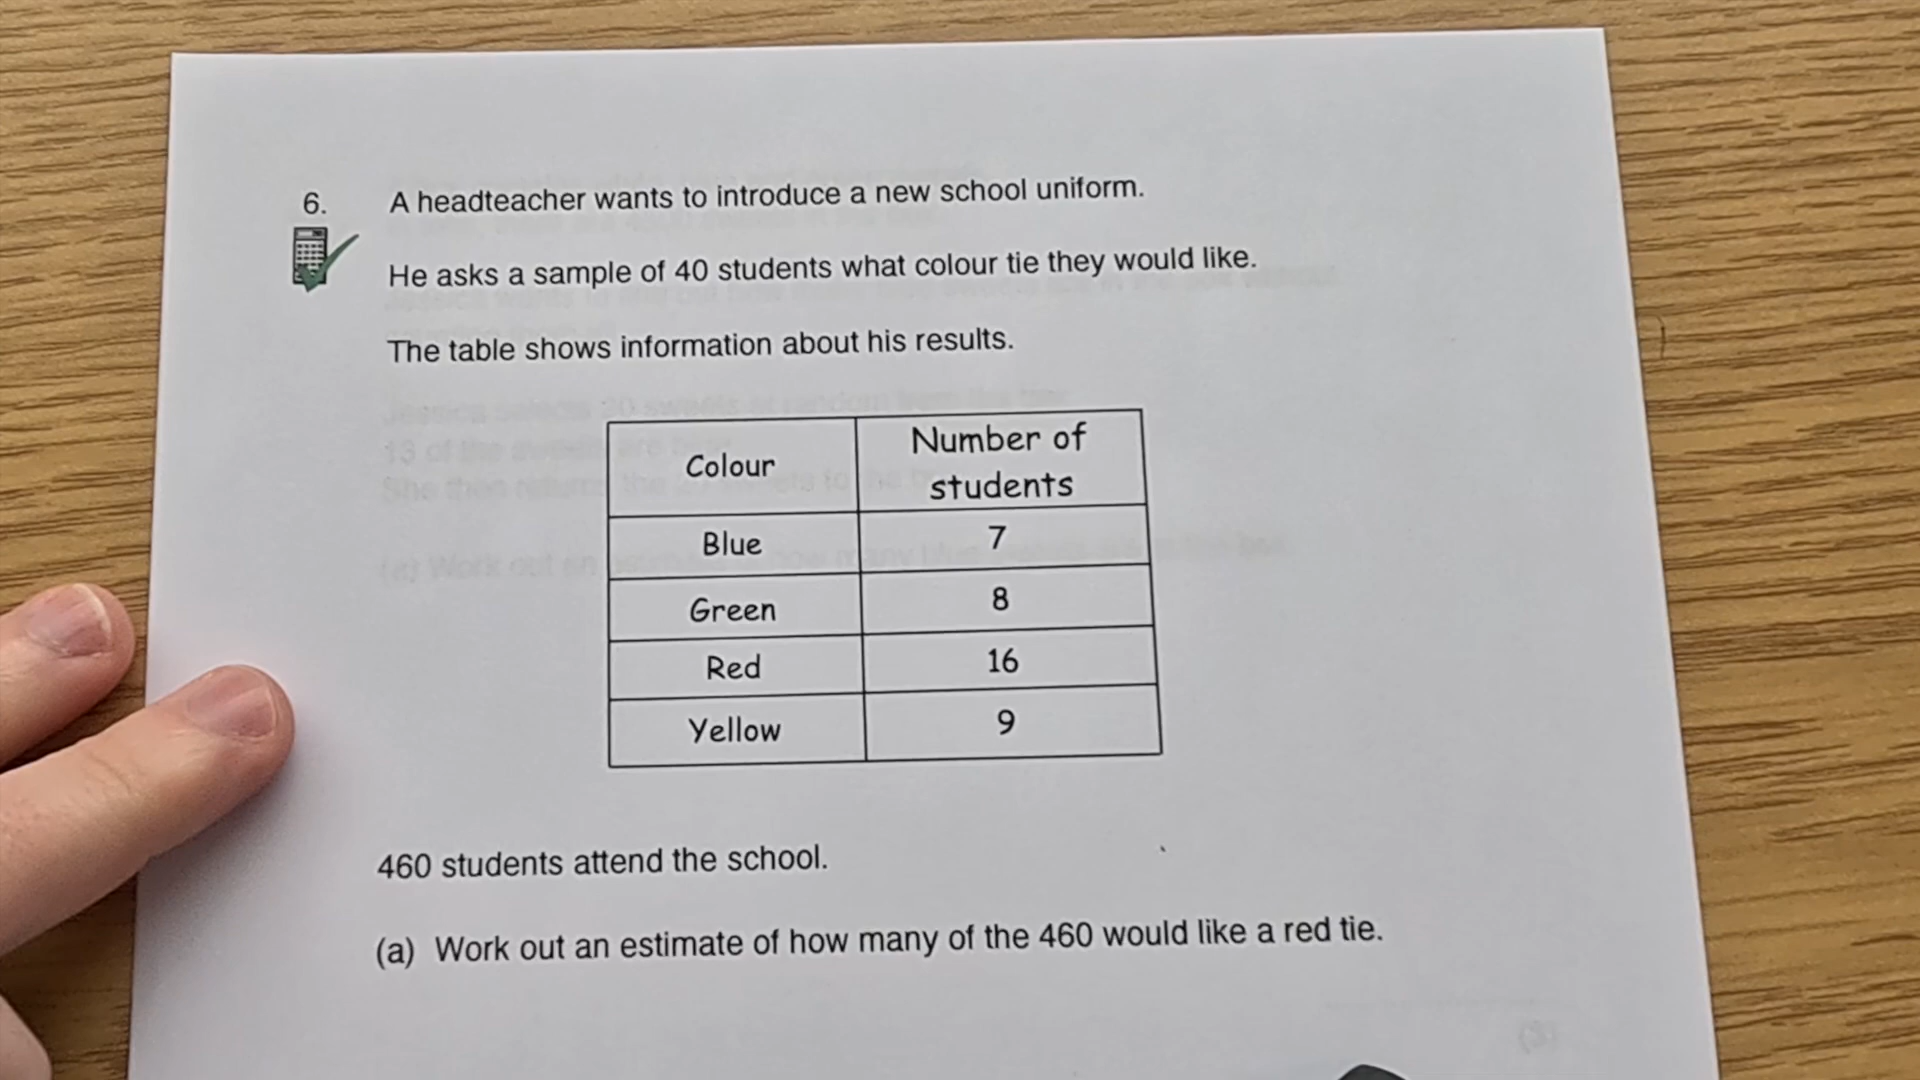 6. A headteacher wants to introduce a new school uniform.
He asks a sample of 40 students what colour tie they would like.
The table shows information about his results.
Colour Number of students
Blue 7
Green 8
Red 16
Yellow 9
460 students attend the school.
(a) Work out an estimate of how many of the 460 would like a red tie.